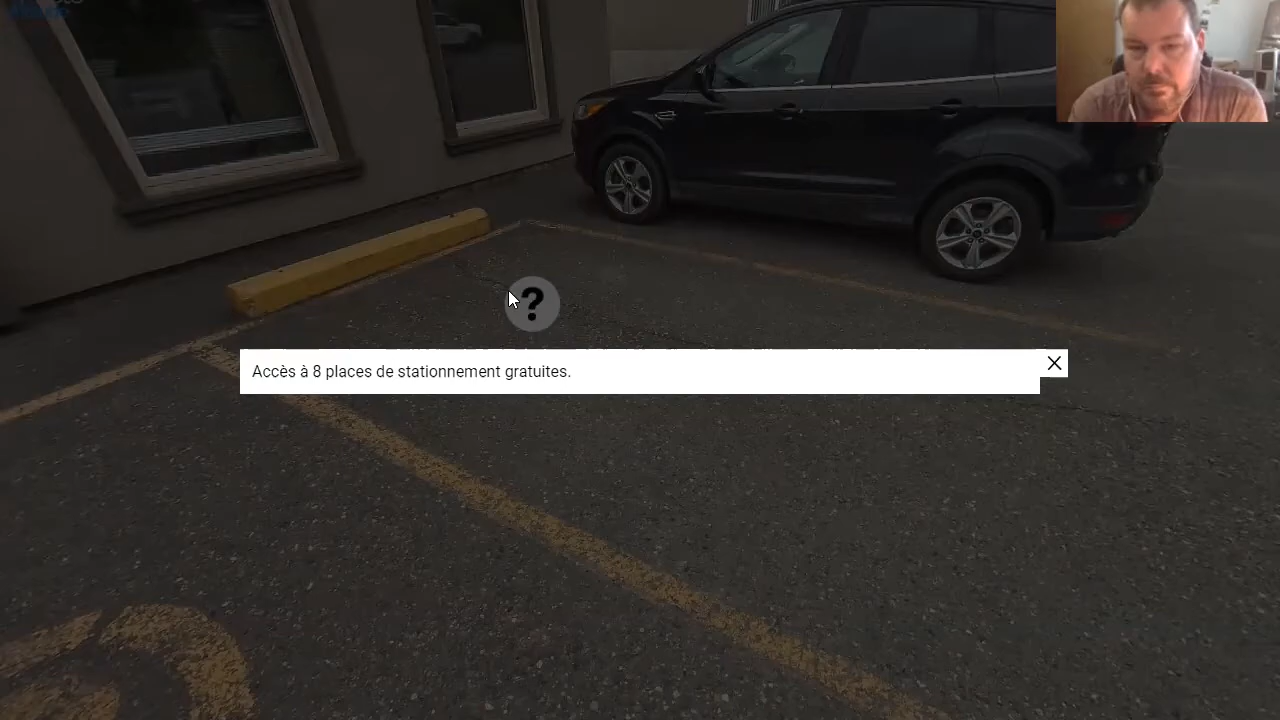 Accès à 8 places de stationnement gratuites.
?